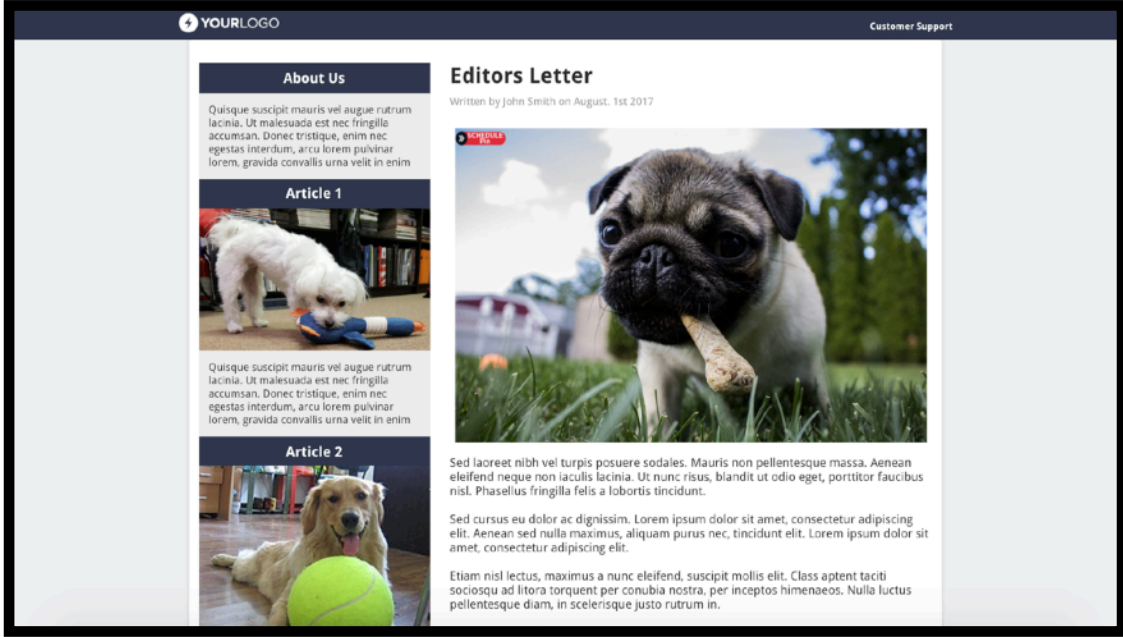 YOURLOGO
Customer Support
About Us
Quisque suscipit mauris vel augue rutrum
lacinia. Ut malesuada est nec fringilla
accumsan. Donec tristique, enim nec
egestas interdum, arcu lorem pulvinar
lorem, gravida convallis urna velit in enim
Article 1
Quisque suscipit mauris vel augue rutrum
lacinia. Ut malesuada est nec fringilla
accumsan. Donec tristique, enim nec
egestas interdum, arcu lorem pulvinar
lorem, gravida convallis urna velit in enim
Article 2
Editors Letter
Written by John Smith on August. 1st 2017
SCHEDULE
Pin
Sed laoreet nibh vel turpis posuere sodales. Mauris non pellentesque massa. Aenean
eleifend neque non iaculis lacinia. Ut nunc risus, blandit ut odio eget, porttitor faucibus
nisl. Phasellus fringilla felis a lobortis tincidunt.
Sed cursus eu dolor ac dignissim. Lorem ipsum dolor sit amet, consectetur adipiscing
elit. Aenean sed nulla maximus, aliquam purus nec, tincidunt elit. Lorem ipsum dolor sit
amet, consectetur adipiscing elit.
Etiam nisl lectus, maximus a nunc eleifend, suscipit mollis elit. Class aptent taciti
sociosqu ad litora torquent per conubia nostra, per inceptos himenaeos. Nulla luctus
pellentesque diam, in scelerisque justo rutrum in.